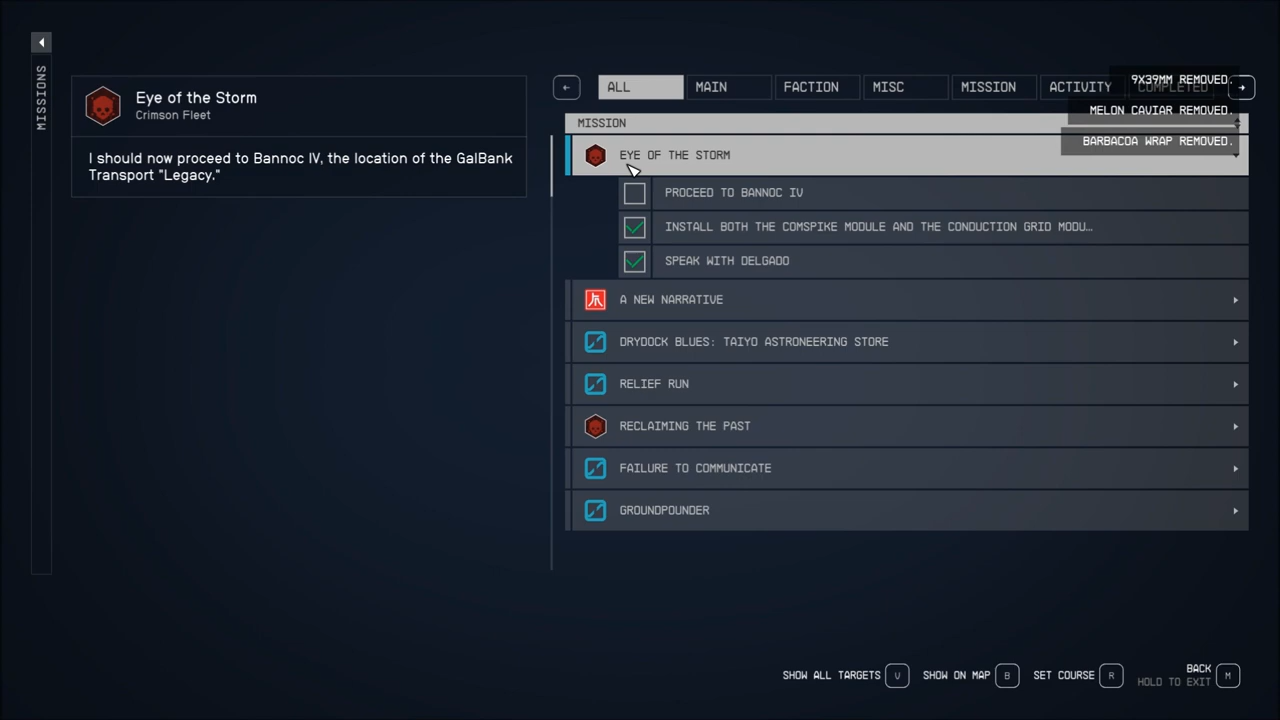 MISSIONS
Eye of the Storm
Crimson Fleet
I should now proceed to Bannoc IV, the location of the GalBank
Transport "Legacy."
ALL
MAIN
FACTION
MISC
MISSION
ACTIVITY
COMPLETED
9X39MM REMOVED.
MELON CAVIAR REMOVED.
BARBACOA WRAP REMOVED.
MISSION
EYE OF THE STORM
PROCEED TO BANNOC IV
INSTALL BOTH THE COMSPIKE MODULE AND THE CONDUCTION GRID MODU…
SPEAK WITH DELGADO
A NEW NARRATIVE
DRYDOCK BLUES: TAIYO ASTRONEERING STORE
RELIEF RUN
RECLAIMING THE PAST
FAILURE TO COMMUNICATE
GROUNDPOUNDER
SHOW ALL TARGETS V
SHOW ON MAP B
SET COURSE R
BACK M
HOLD TO EXIT